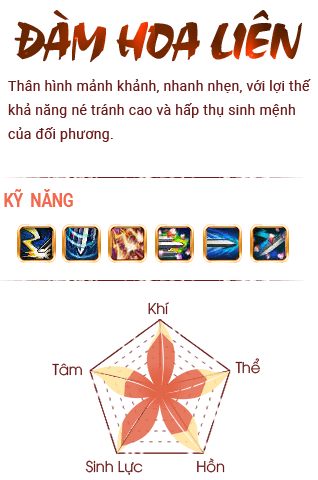 ĐÀM HOA LIÊN
Thân hình mảnh khảnh, nhanh nhẹn, với lợi thế
khả năng né tránh cao và hấp thụ sinh mệnh
của đối phương.
KỸ NĂNG
Khí
Tâm
Thể
Sinh Lực
Hồn